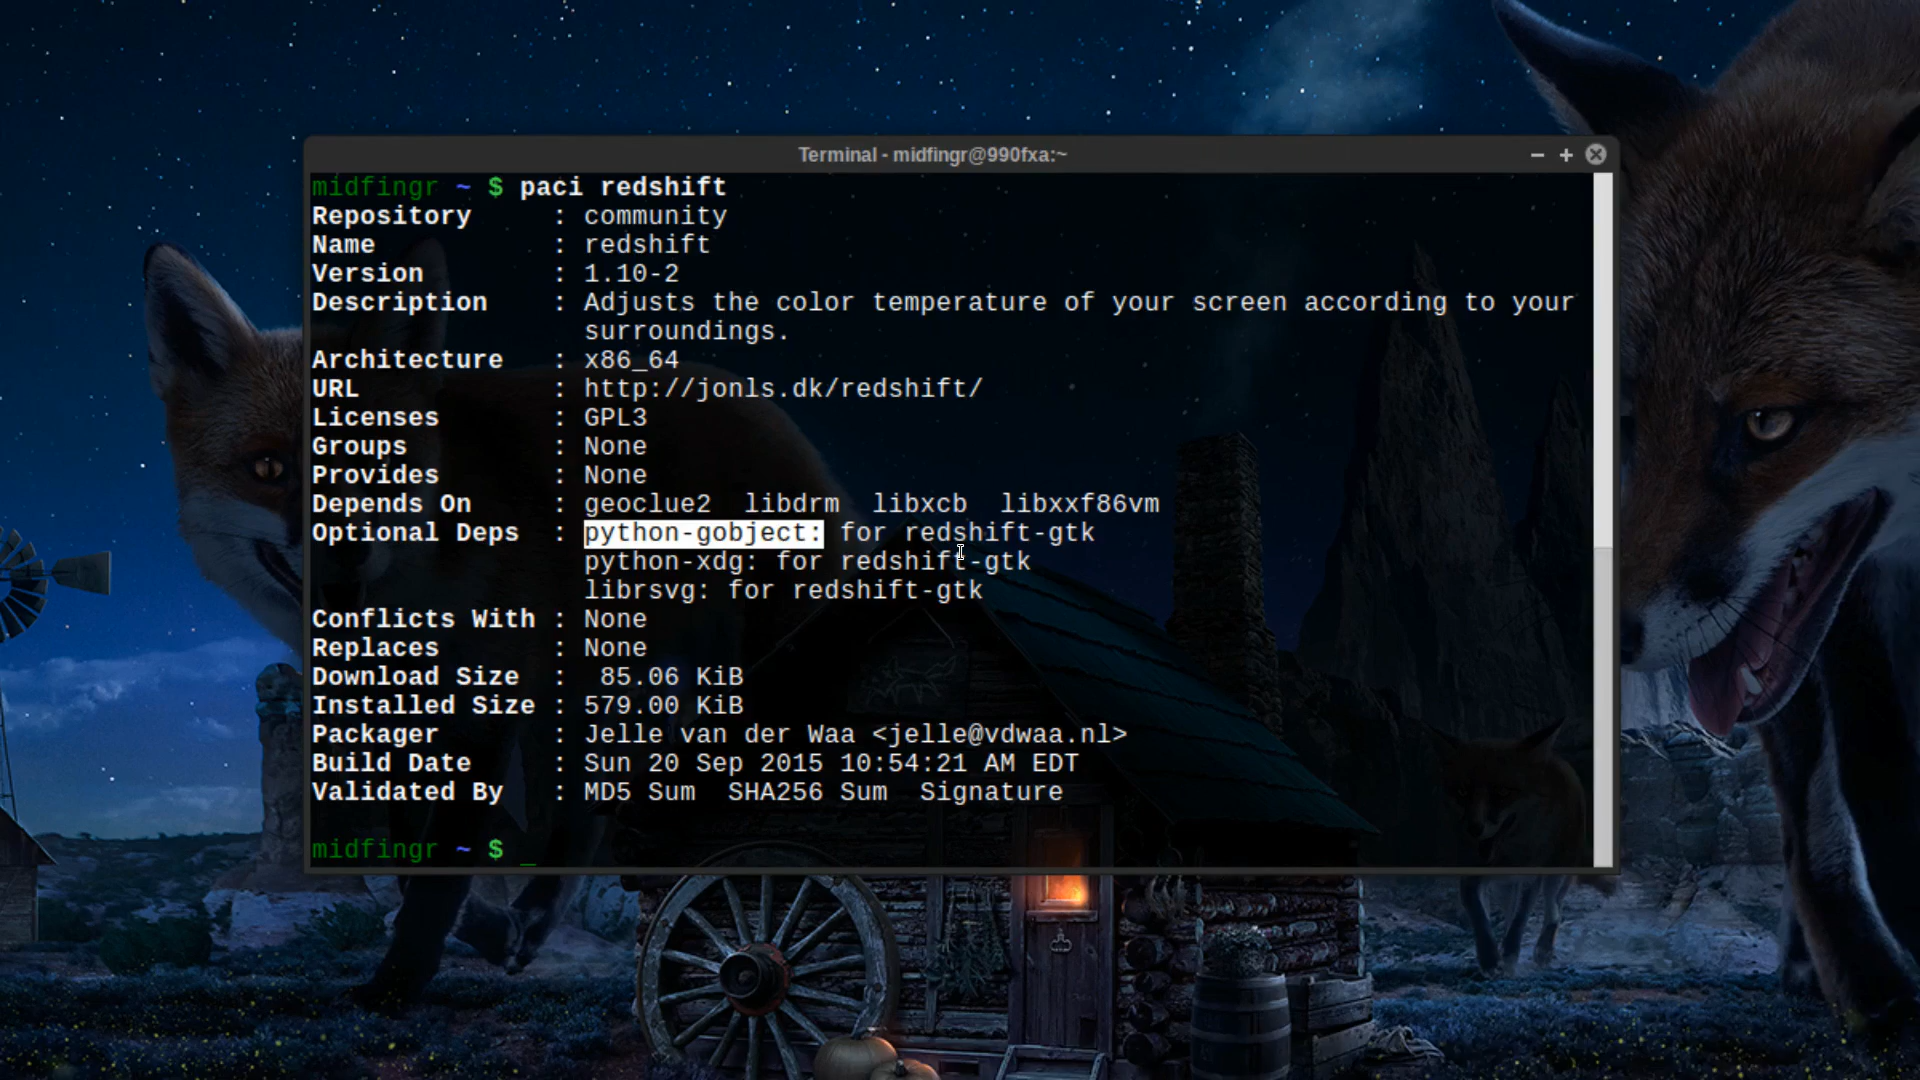 Terminal - midfingr@990fxa:~
midfingr ~ $ paci redshift
Repository     : community
Name           : redshift
Version        : 1.10-2
Description    : Adjusts the color temperature of your screen according to your
                 surroundings.
Architecture   : x86_64
URL            : http://jonls.dk/redshift/
Licenses       : GPL3
Groups         : None
Provides       : None
Depends On     : geoclue2  libdrm  libxcb  libxxf86vm
Optional Deps  : python-gobject: for redshift-gtk
                 python-xdg: for redshift-gtk
                 librsvg: for redshift-gtk
Conflicts With : None
Replaces       : None
Download Size  :  85.06 KiB
Installed Size : 579.00 KiB
Packager       : Jelle van der Waa <jelle@vdwaa.nl>
Build Date     : Sun 20 Sep 2015 10:54:21 AM EDT
Validated By   : MD5 Sum  SHA256 Sum  Signature
midfingr ~ $ _